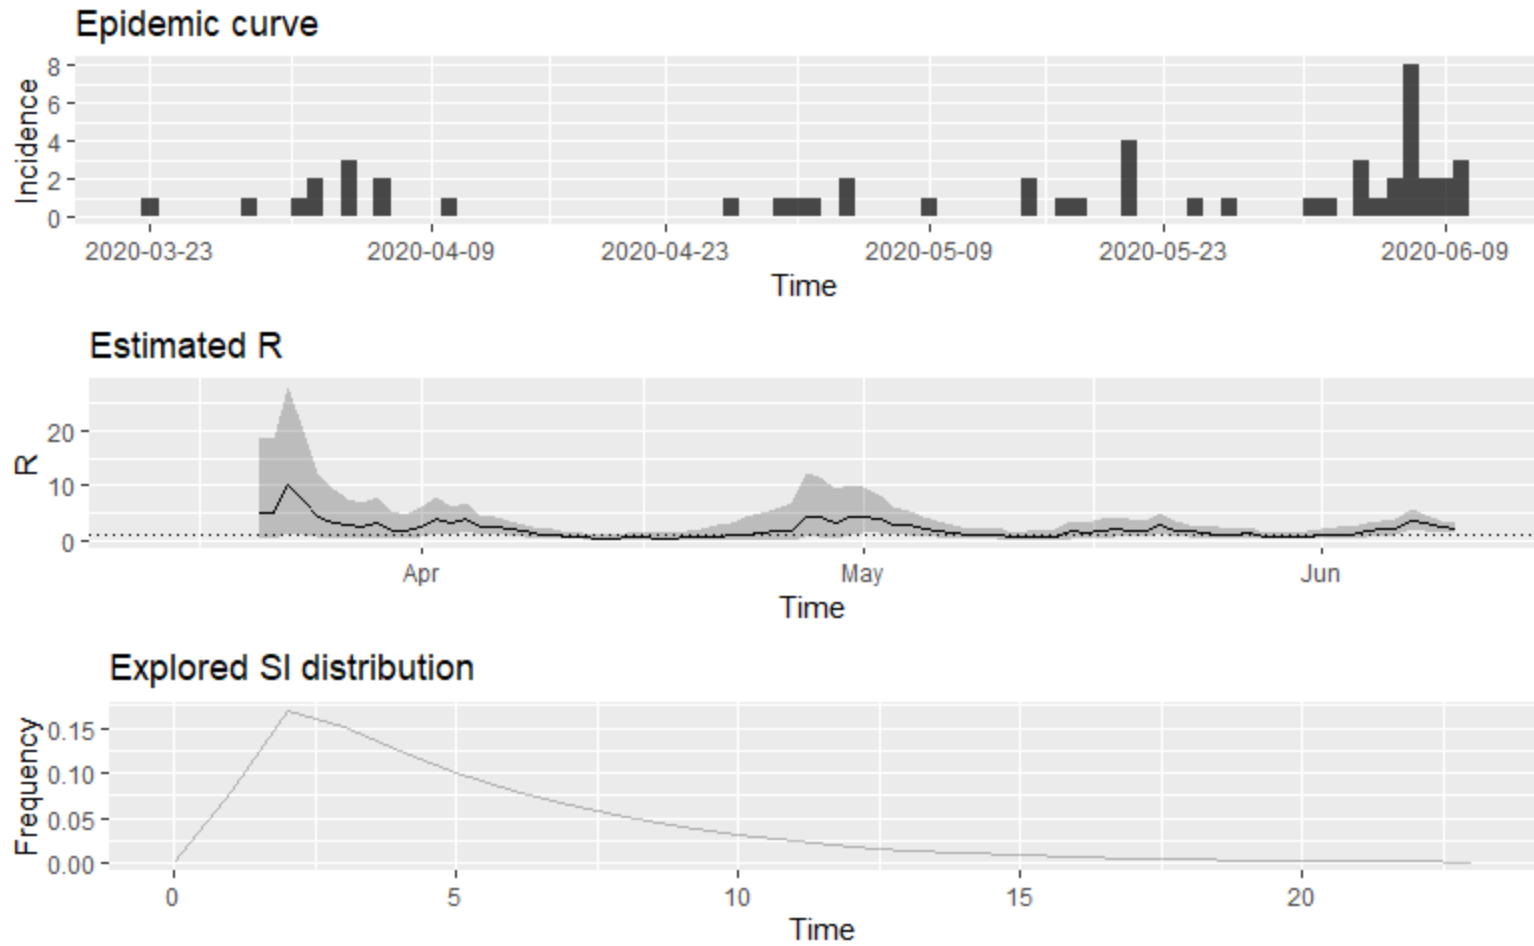 Epidemic curve
Incidence
8
6
4
2
0
2020-03-23 2020-04-09 2020-04-23 2020-05-09 2020-05-23 2020-06-09
Time
Estimated R
R
20
10
0
Apr May Jun
Time
Explored SI distribution
Frequency
0.15
0.10
0.05
0.00
0 5 10 15 20
Time